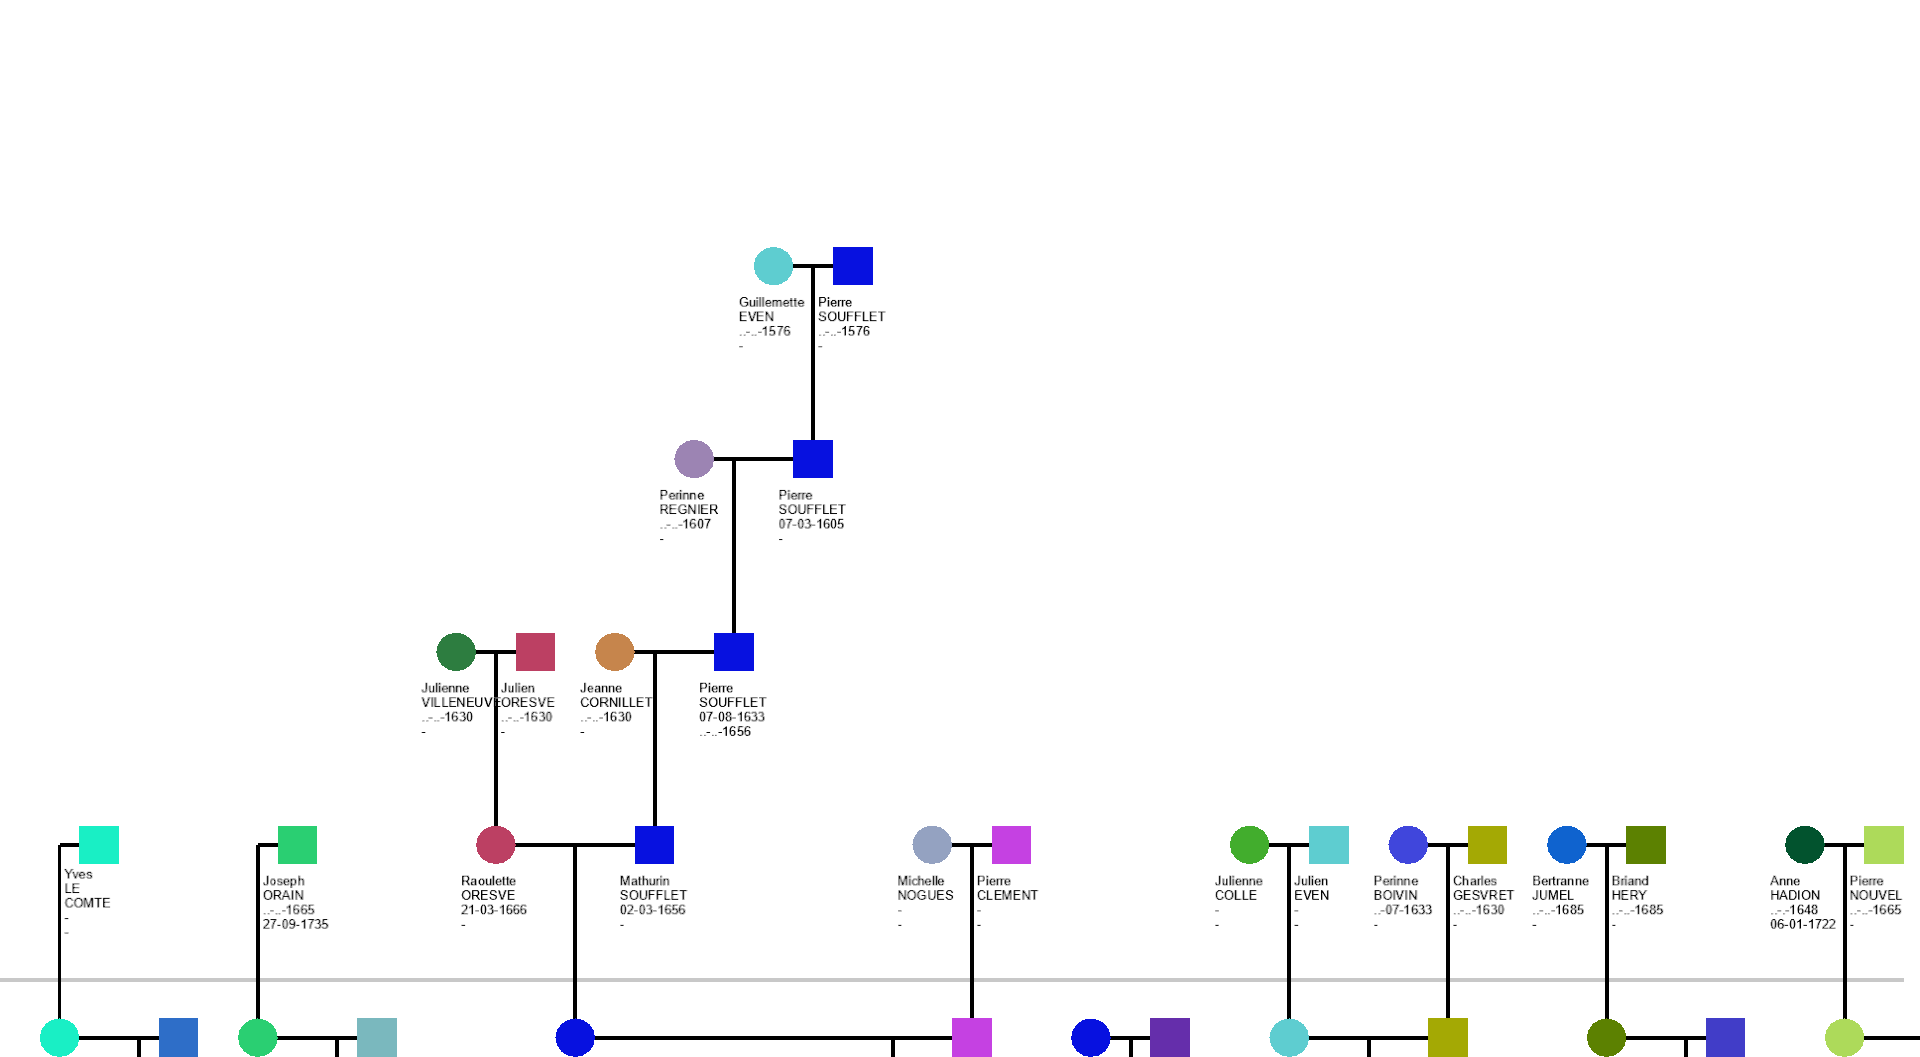 Guillemette
EVEN
..-..-1576
-
Pierre
SOUFFLET
..-..-1576
-
Perinne
REGNIER
..-..-1607
-
Pierre
SOUFFLET
07-03-1605
-
Julienne
VILLENEUVE
..-..-1630
-
Julien
ORESVE
..-..-1630
-
Jeanne
CORNILLET
..-..-1630
-
Pierre
SOUFFLET
07-08-1633
..-..-1656
Yves
LE
COMTE
-
-
Joseph
ORAIN
..-..-1665
27-09-1735
Raoulette
ORESVE
21-03-1666
-
Mathurin
SOUFFLET
02-03-1656
-
Michelle
NOGUES
-
-
Pierre
CLEMENT
-
-
Julienne
COLLE
-
-
Julien
EVEN
-
-
Perinne
BOIVIN
..-07-1633
-
Charles
GESVRET
..-..-1630
-
Bertranne
JUMEL
..-..-1685
-
Briand
HERY
..-..-1685
-
Anne
HADION
..-..-1648
06-01-1722
Pierre
NOUVEL
..-..-1665
-